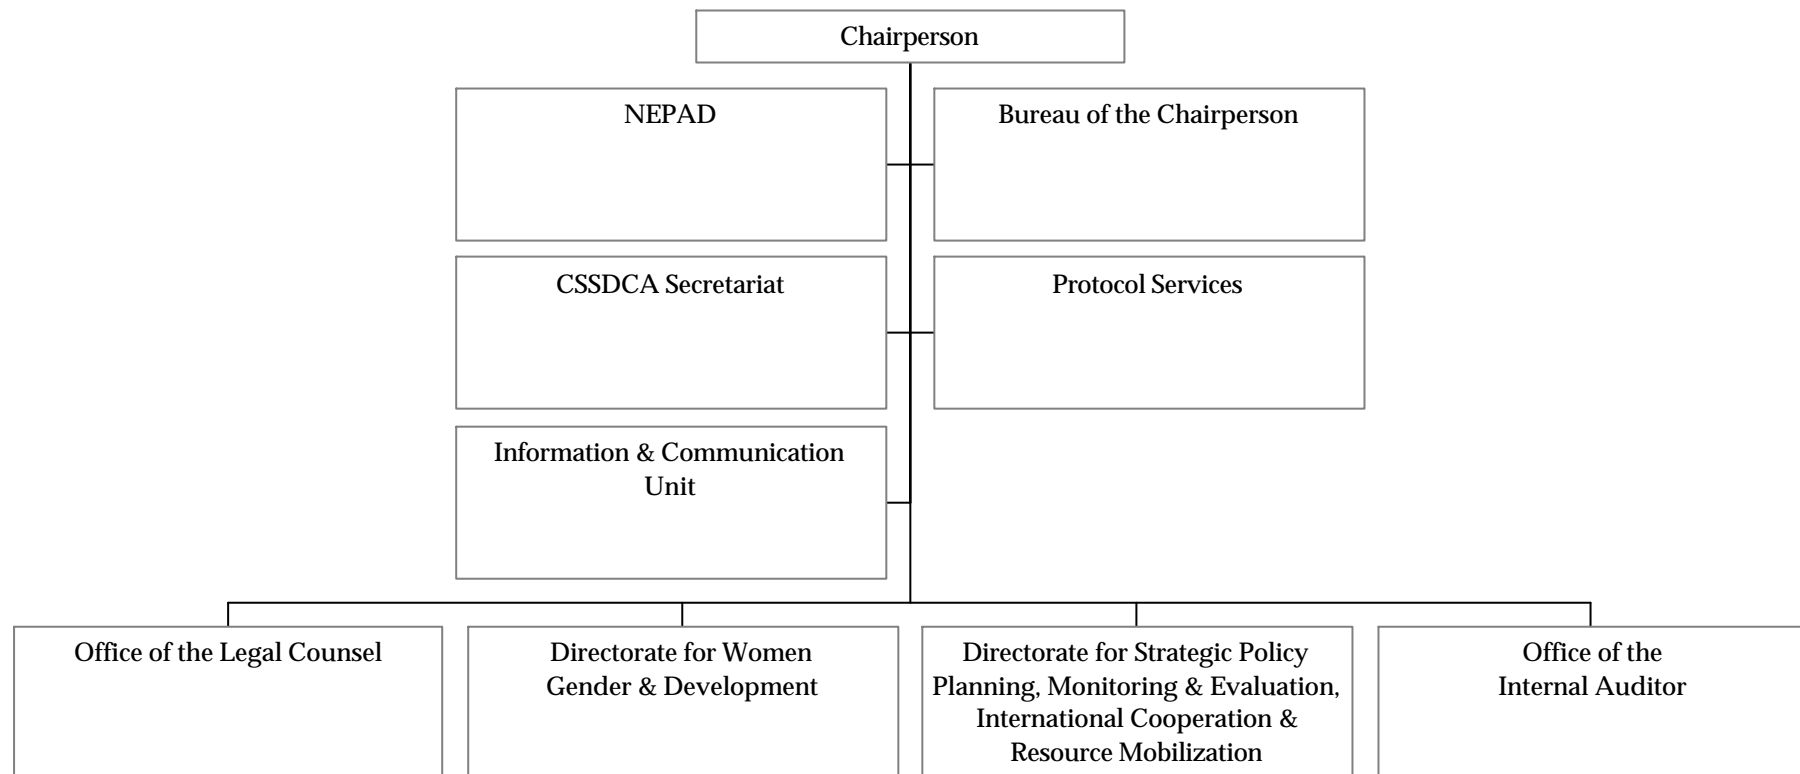 Chairperson
NEPAD
Bureau of the Chairperson
CSSDCA Secretariat
Protocol Services
Information & Communication
Unit
Office of the Legal Counsel
Directorate for Women
Gender & Development
Directorate for Strategic Policy
Planning, Monitoring & Evaluation,
International Cooperation &
Resource Mobilization
Office of the
Internal Auditor